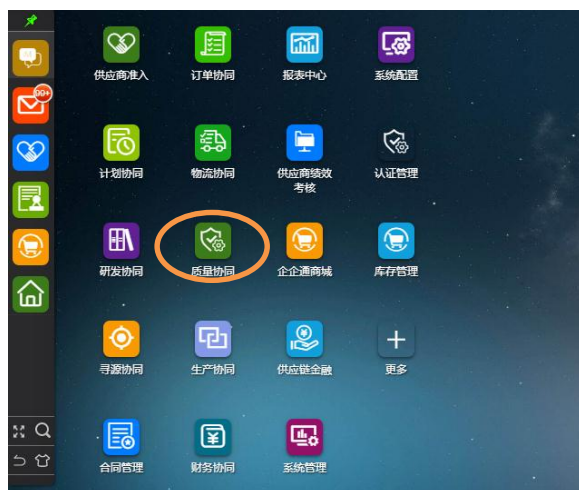 供应商准入 订单协同 报表中心 系统配置
99+
计划协同 物流协同 供应商绩效考核 认证管理
研发协同 质量协同 企企通商城 库存管理
寻源协同 生产协同 供应链金融 更多
合同管理 财务协同 系统管理